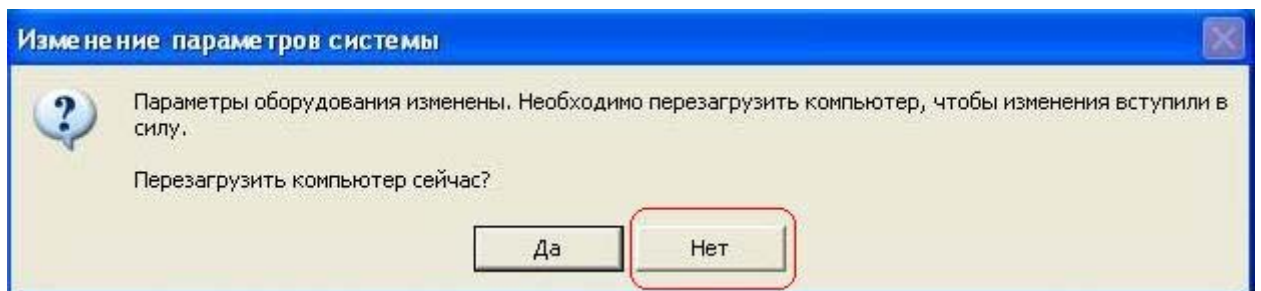 Изменение параметров системы
Параметры оборудования изменены. Необходимо перезагрузить компьютер, чтобы изменения вступили в
силу.
Перезагрузить компьютер сейчас?
Да
Нет